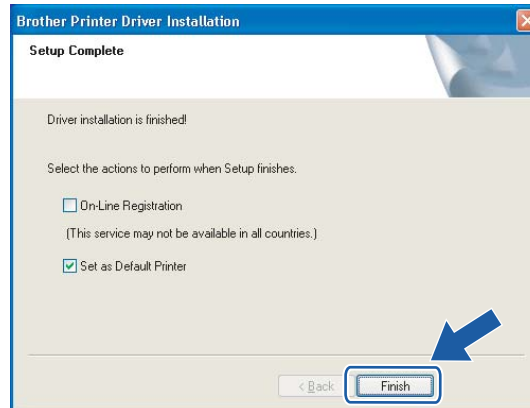 Brother Printer Driver Installation
Setup Complete
Driver installation is finished!
Select the actions to perform when Setup finishes.
On-Line Registration
(This service may not be available in all countries.)
Set as Default Printer
< Back
Finish